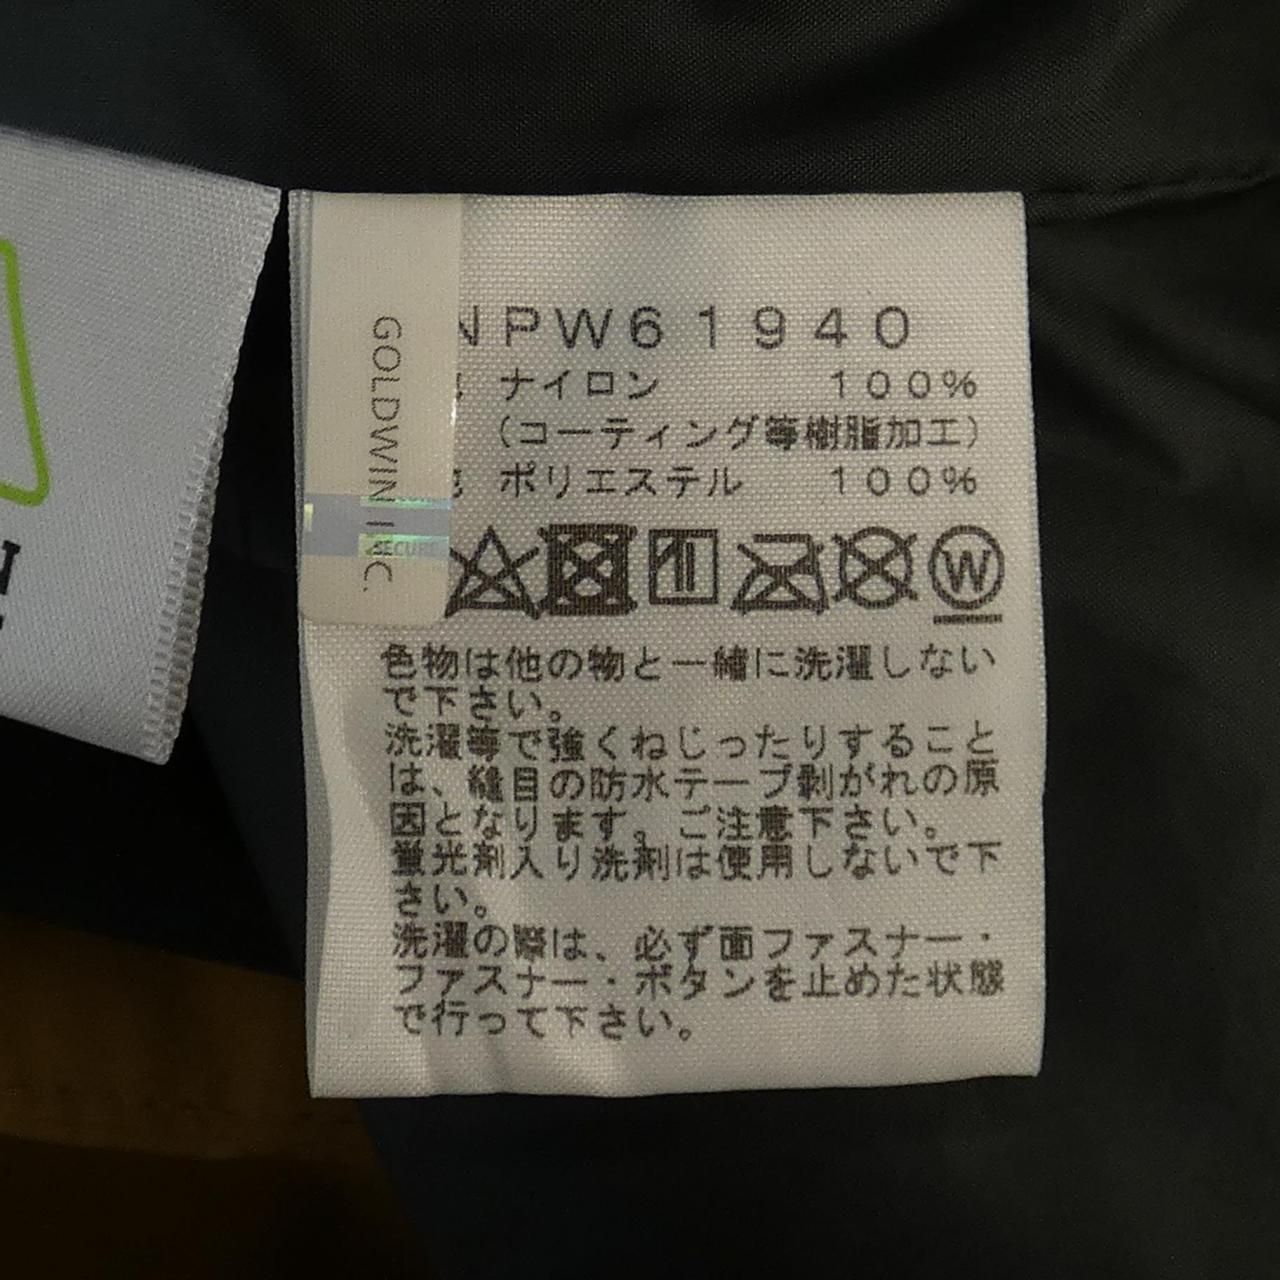 NPW61940
ナイロン 100%
(コーティング等樹脂加工)
ポリエステル 100%
GOLDWIN INC.
W
色物は他の物と一緒に洗濯しない
で下さい。
洗濯等で強くねじったりすること
は、縫目の防水テープ剥がれの原
因となります。ご注意下さい。
蛍光剤入り洗剤は使用しないで下
さい。
洗濯の際は、必ず面ファスナー・
ファスナー・ボタンを止めた状態
で行って下さい。